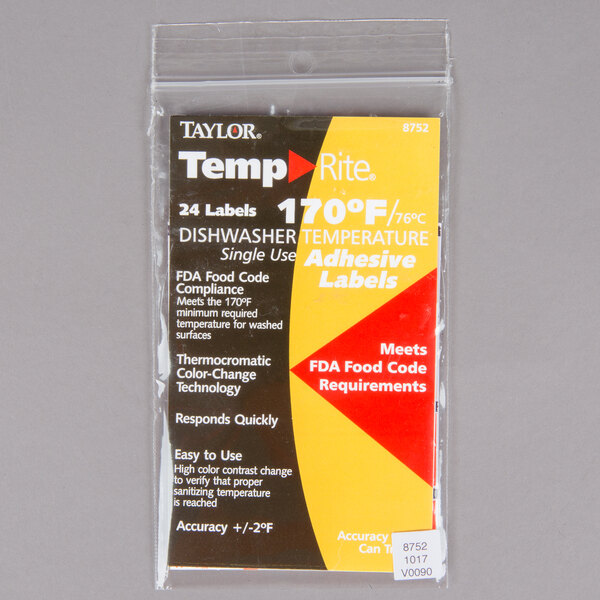 TAYLOR®
8752
Temp Rite®
24 Labels 170ºF/76ºC
DISHWASHER TEMPERATURE
Single Use Adhesive
Labels
FDA Food Code
Compliance
Meets the 170ºF
minimum required
temperature for washed
surfaces
Meets
FDA Food Code
Requirements
Thermocromatic
Color-Change
Technology
Responds Quickly
Easy to Use
High color contrast change
to verify that proper
sanitizing temperature
is reached
Accuracy +/-2ºF
Accuracy
Can
8752
1017
V0090